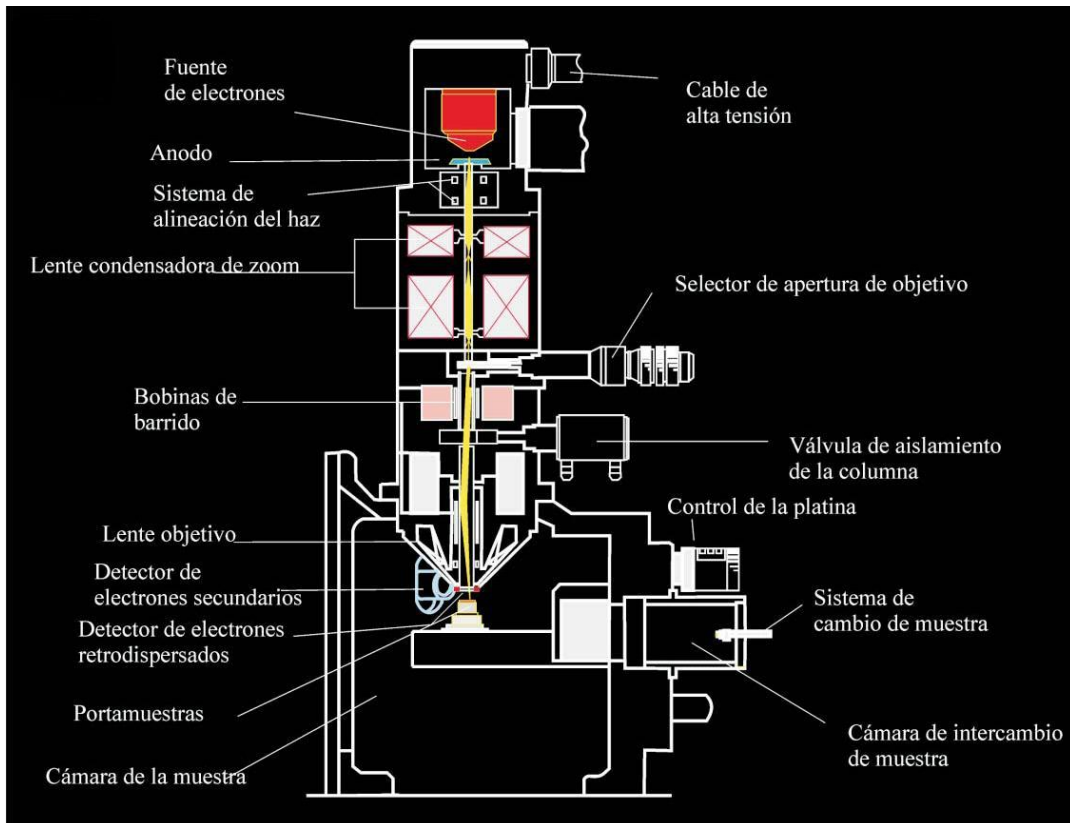 Fuente
de electrones
Anodo
Sistema de
alineación del haz
Lente condensadora de zoom
Bobinas de
barrido
Lente objetivo
Detector de
electrones secundarios
Detector de electrones
retrodispersados
Portamuestras
Cámara de la muestra
Cable de
alta tensión
Selector de apertura de objetivo
Válvula de aislamiento
de la columna
Control de la platina
Sistema de
cambio de muestra
Cámara de intercambio
de muestra